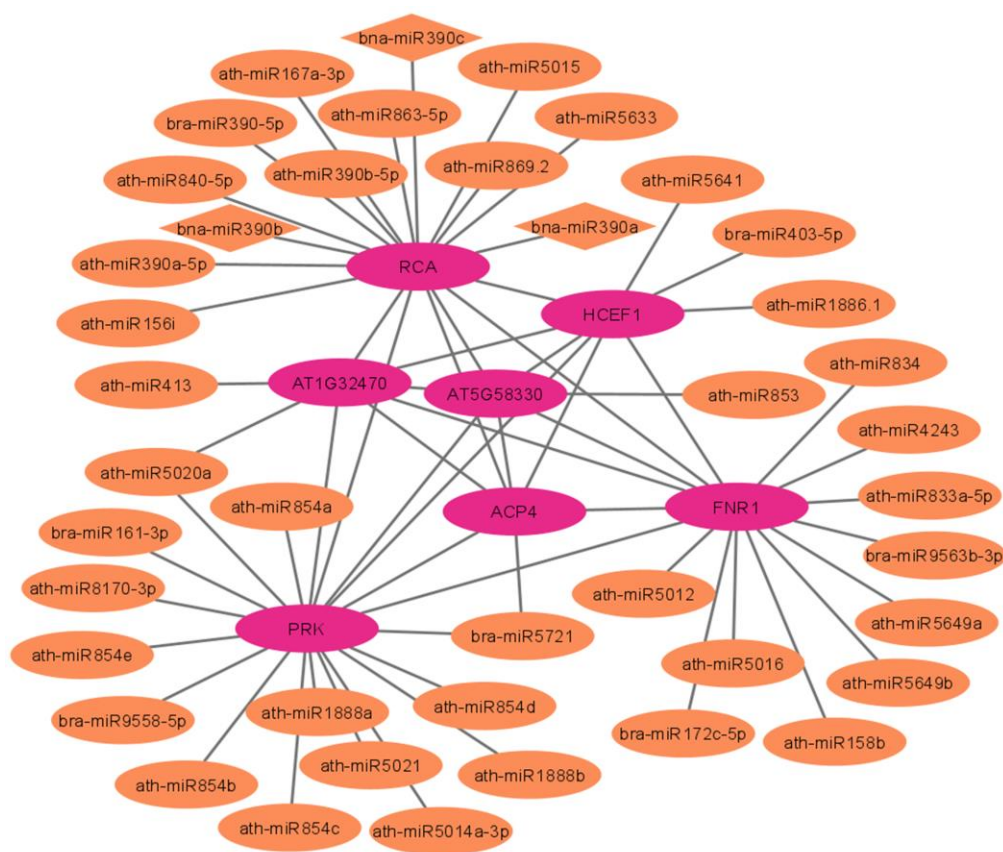 bna-miR390c
ath-miR167a-3p
ath-miR5015
bra-miR390-5p
ath-miR863-5p
ath-miR5633
ath-miR840-5p
ath-miR390b-5p
ath-miR869.2
ath-miR5641
bna-miR390b
bna-miR390a
bra-miR403-5p
ath-miR390a-5p
RCA
ath-miR156i
HCEF1
ath-miR1886.1
ath-miR413
AT1G32470
AT5G58330
ath-miR853
ath-miR834
ath-miR4243
ath-miR5020a
ath-miR854a
ACP4
FNR1
ath-miR833a-5p
bra-miR161-3p
bra-miR9563b-3p
ath-miR8170-3p
ath-miR5012
PRK
bra-miR5721
ath-miR5649a
ath-miR854e
ath-miR5016
ath-miR5649b
bra-miR9558-5p
ath-miR1888a
ath-miR854d
bra-miR172c-5p
ath-miR158b
ath-miR854b
ath-miR5021
ath-miR1888b
ath-miR854c
ath-miR5014a-3p